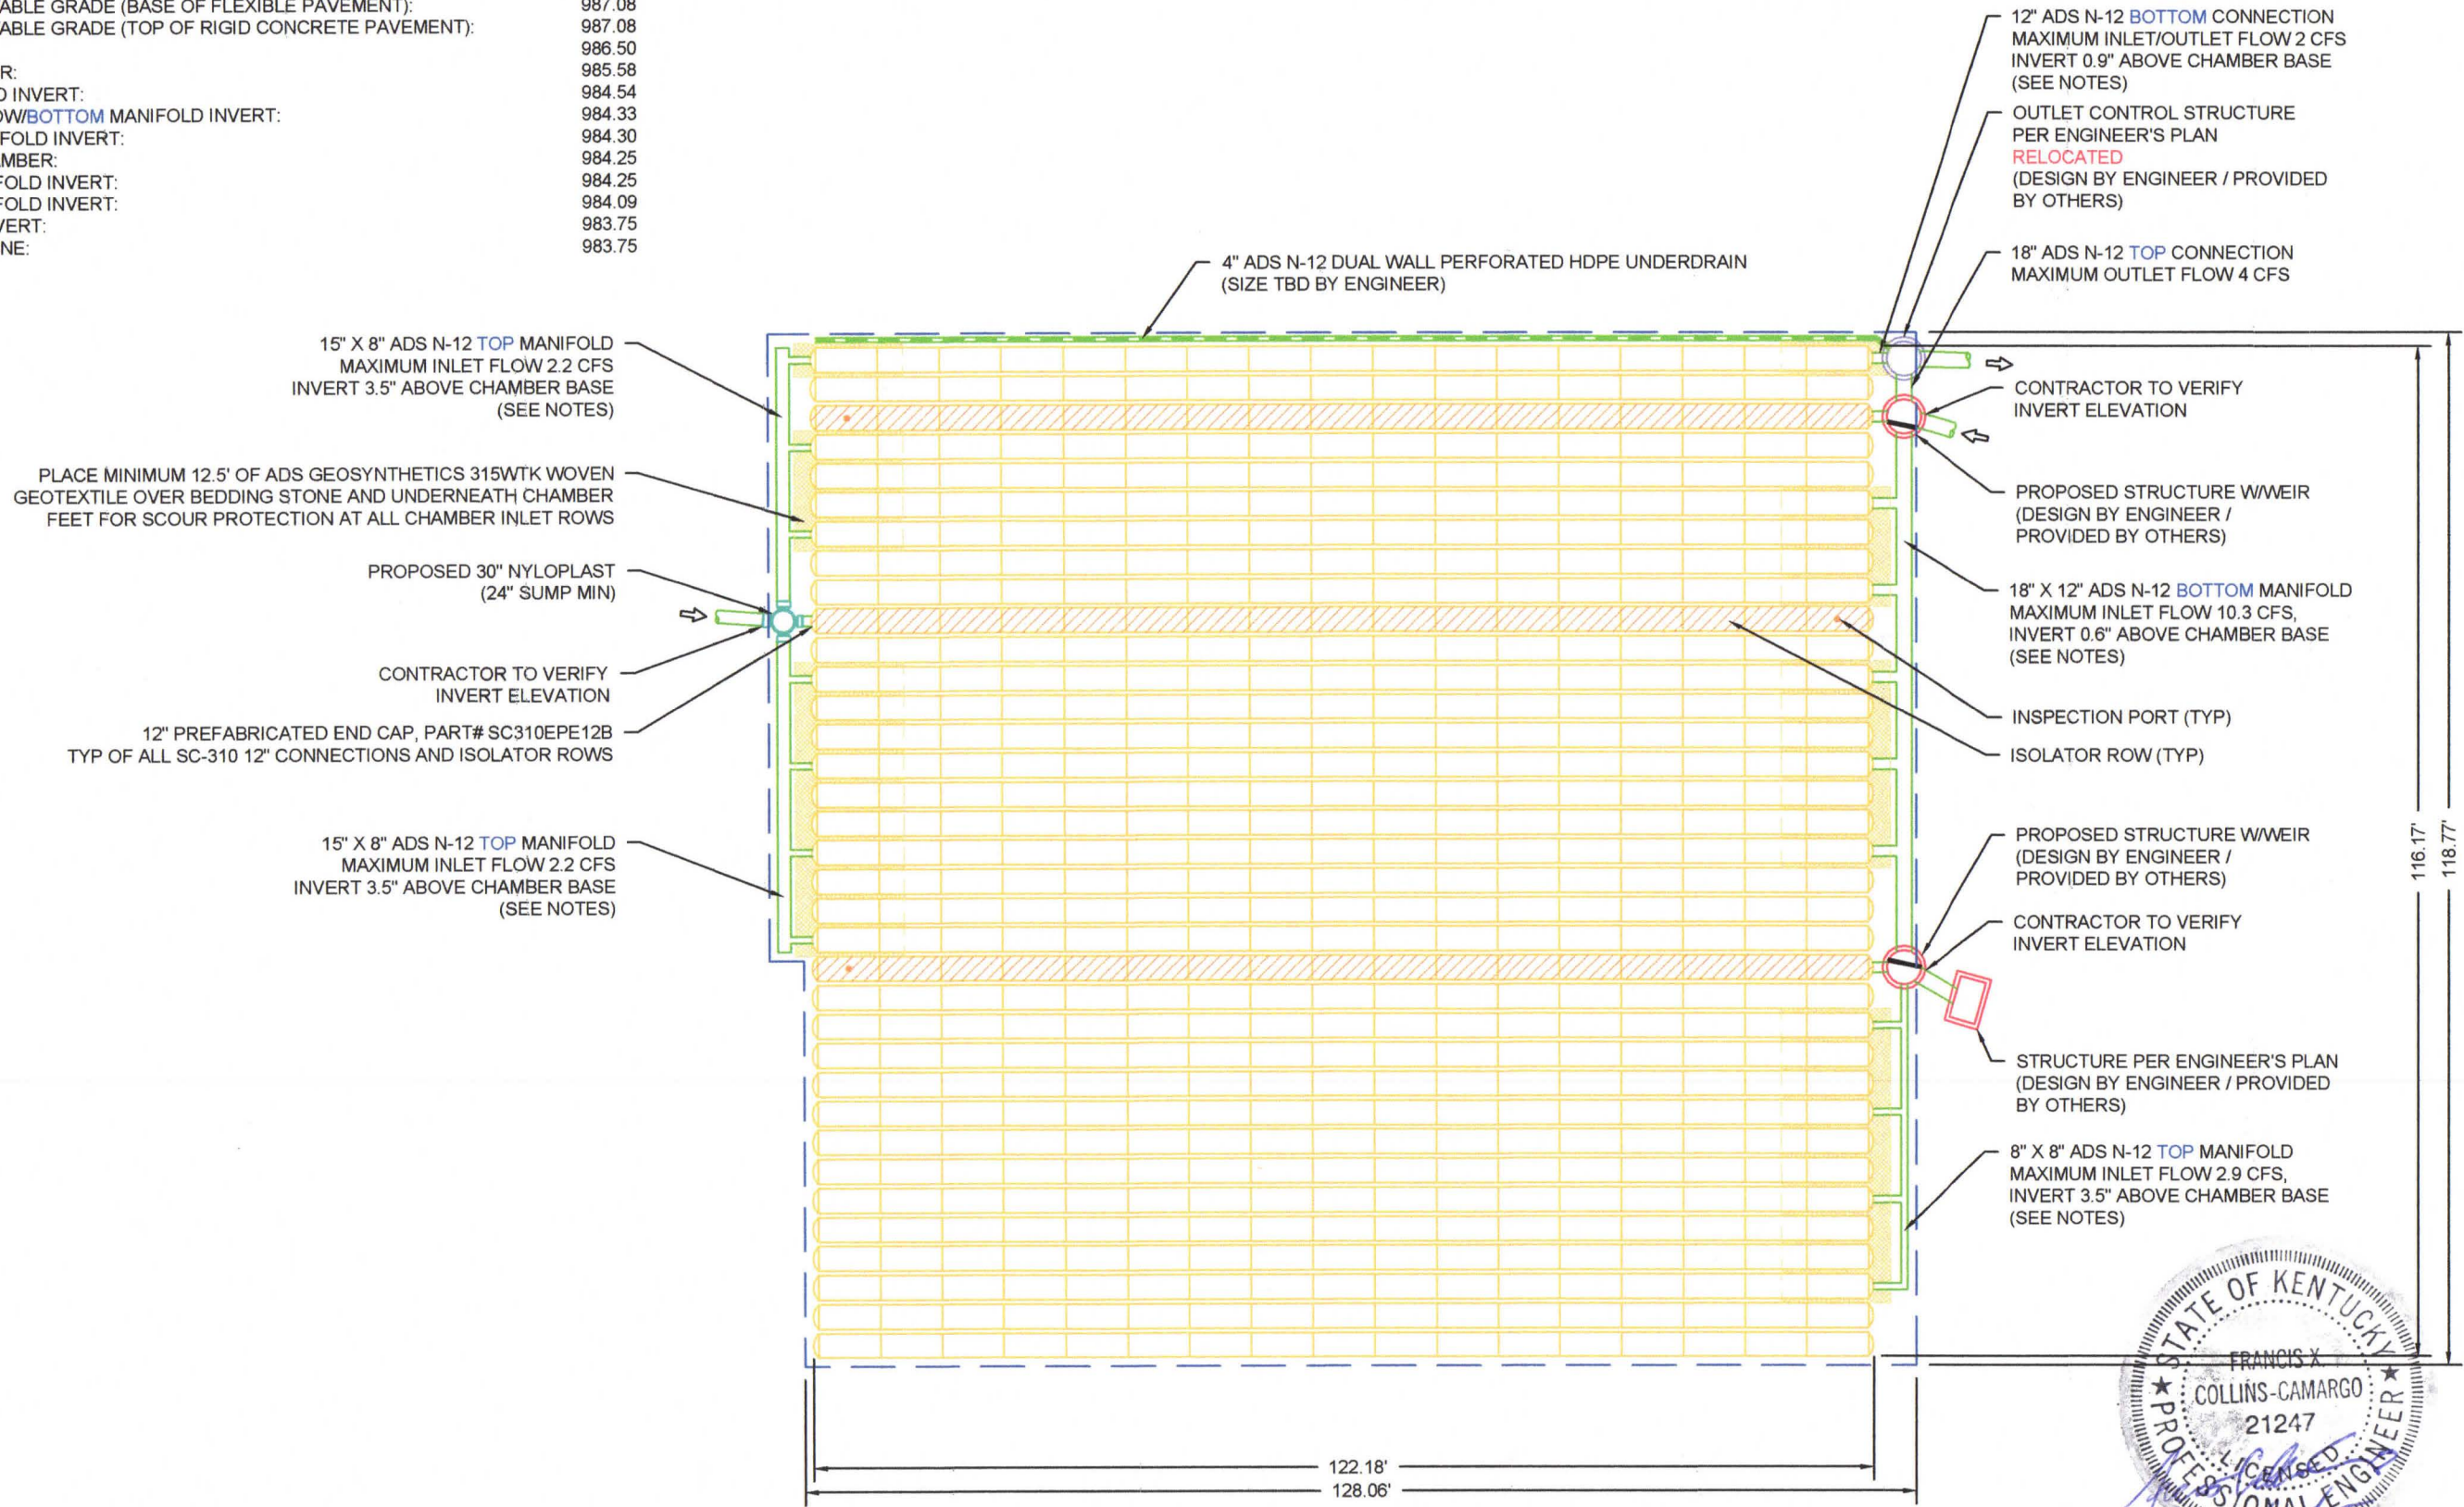 ABLE GRADE (BASE OF FLEXIBLE PAVEMENT): 987.08
ABLE GRADE (TOP OF RIGID CONCRETE PAVEMENT): 987.08
986.50
R: 985.58
INVERT: 984.54
OW/BOTTOM MANIFOLD INVERT: 984.33
FOLD INVERT: 984.30
MBER: 984.25
FOLD INVERT: 984.25
FOLD INVERT: 984.09
VERT: 983.75
NE: 983.75
4" ADS N-12 DUAL WALL PERFORATED HDPE UNDERDRAIN
(SIZE TBD BY ENGINEER)
15" X 8" ADS N-12 TOP MANIFOLD
MAXIMUM INLET FLOW 2.2 CFS
INVERT 3.5" ABOVE CHAMBER BASE
(SEE NOTES)
PLACE MINIMUM 12.5' OF ADS GEOSYNTHETICS 315WTK WOVEN
GEOTEXTILE OVER BEDDING STONE AND UNDERNEATH CHAMBER
FEET FOR SCOUR PROTECTION AT ALL CHAMBER INLET ROWS
PROPOSED 30" NYLOPLAST
(24" SUMP MIN)
CONTRACTOR TO VERIFY
INVERT ELEVATION
12" PREFABRICATED END CAP, PART# SC310EPE12B
TYP OF ALL SC-310 12" CONNECTIONS AND ISOLATOR ROWS
15" X 8" ADS N-12 TOP MANIFOLD
MAXIMUM INLET FLOW 2.2 CFS
INVERT 3.5" ABOVE CHAMBER BASE
(SEE NOTES)
12" ADS N-12 BOTTOM CONNECTION
MAXIMUM INLET/OUTLET FLOW 2 CFS
INVERT 0.9" ABOVE CHAMBER BASE
(SEE NOTES)
OUTLET CONTROL STRUCTURE
PER ENGINEER'S PLAN
RELOCATED
(DESIGN BY ENGINEER / PROVIDED
BY OTHERS)
18" ADS N-12 TOP CONNECTION
MAXIMUM OUTLET FLOW 4 CFS
CONTRACTOR TO VERIFY
INVERT ELEVATION
PROPOSED STRUCTURE W/WEIR
(DESIGN BY ENGINEER /
PROVIDED BY OTHERS)
18" X 12" ADS N-12 BOTTOM MANIFOLD
MAXIMUM INLET FLOW 10.3 CFS,
INVERT 0.6" ABOVE CHAMBER BASE
(SEE NOTES)
INSPECTION PORT (TYP)
ISOLATOR ROW (TYP)
PROPOSED STRUCTURE W/WEIR
(DESIGN BY ENGINEER /
PROVIDED BY OTHERS)
CONTRACTOR TO VERIFY
INVERT ELEVATION
STRUCTURE PER ENGINEER'S PLAN
(DESIGN BY ENGINEER / PROVIDED
BY OTHERS)
8" X 8" ADS N-12 TOP MANIFOLD
MAXIMUM INLET FLOW 2.9 CFS,
INVERT 3.5" ABOVE CHAMBER BASE
(SEE NOTES)
116.17'
118.77'
122.18'
128.06'
STATE OF KENTUCKY
FRANCIS X.
COLLINS-CAMARGO
21247
LICENSED
PROFESSIONAL ENGINEER